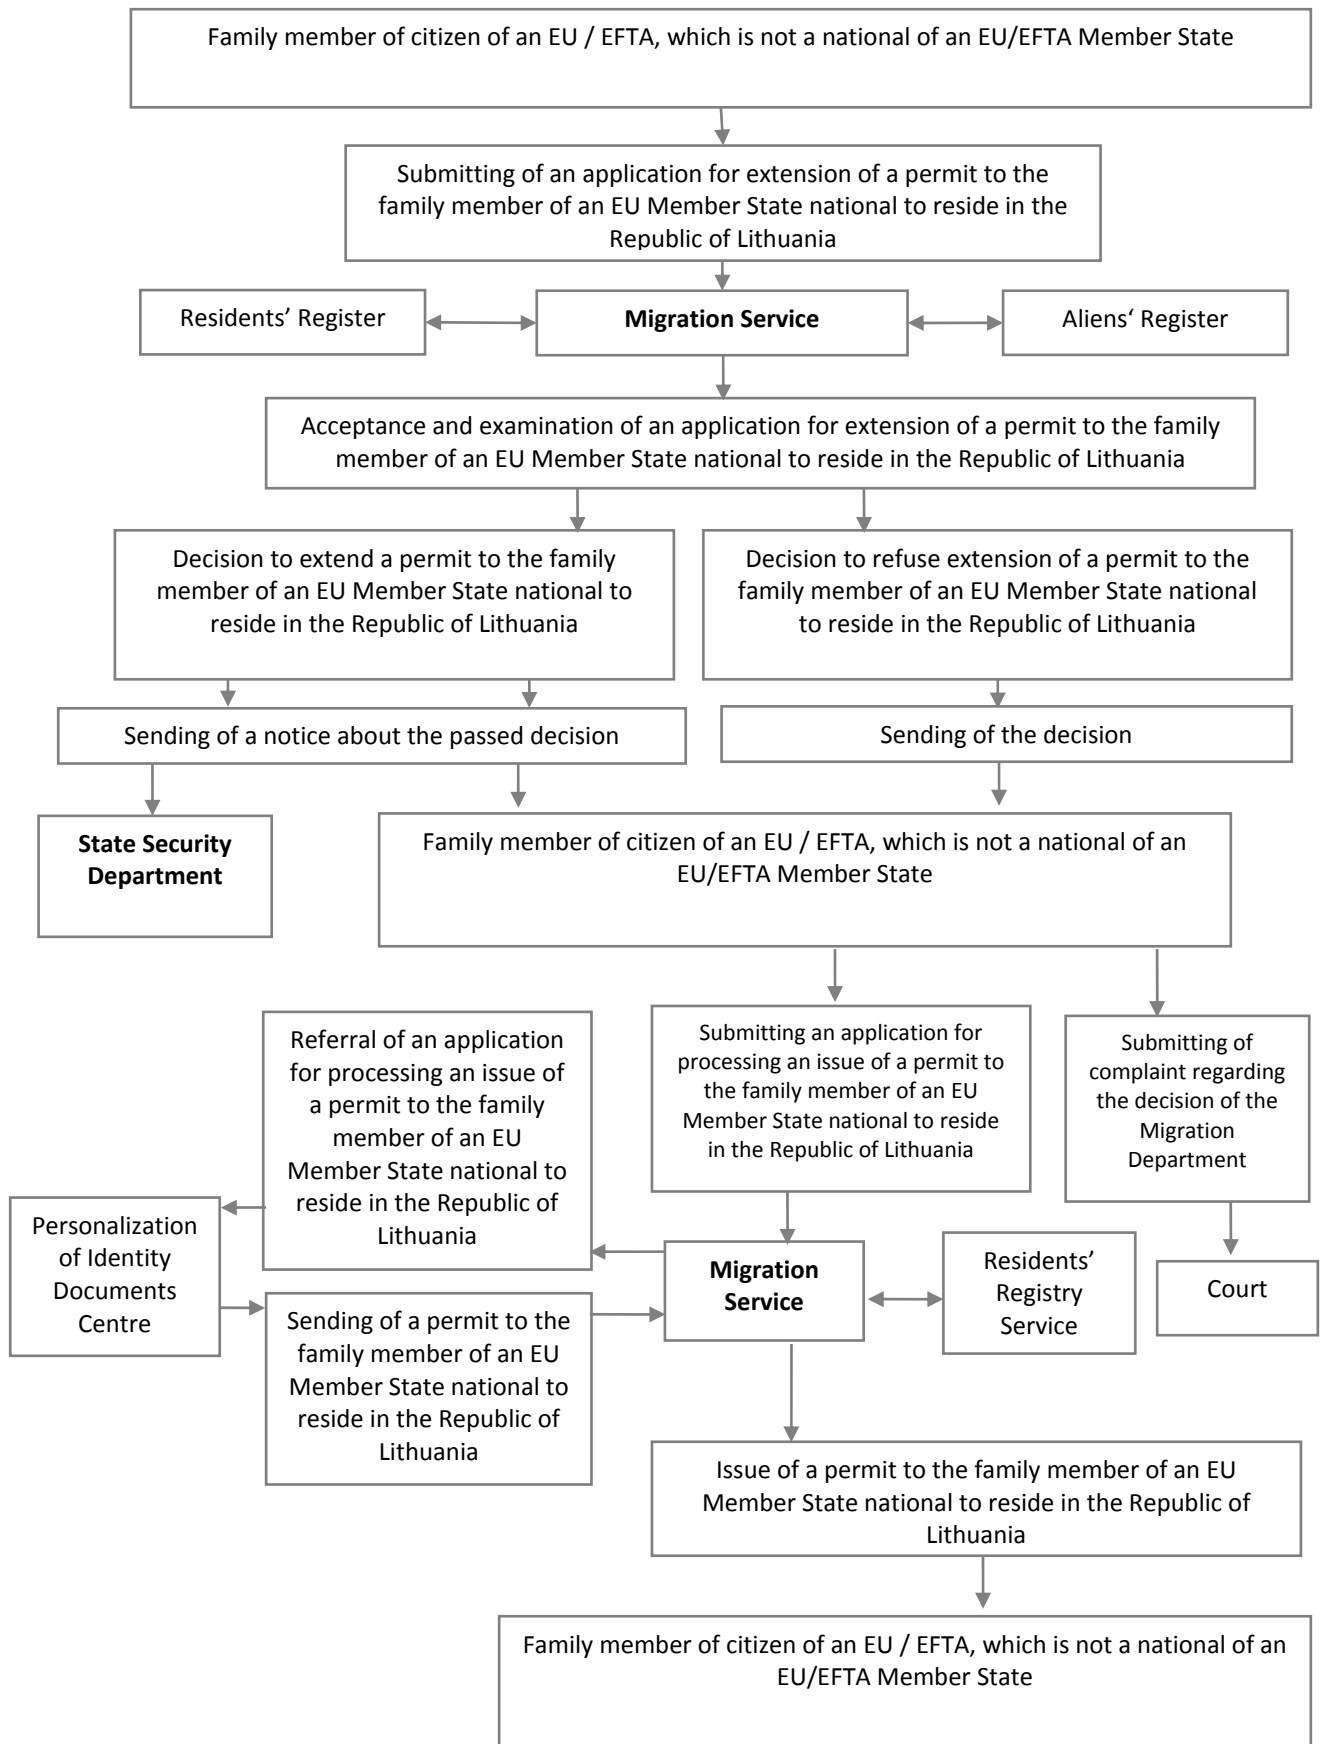 Family member of citizen of an EU / EFTA, which is not a national of an EU/EFTA Member State
Submitting of an application for extension of a permit to the
family member of an EU Member State national to reside in the
Republic of Lithuania
Residents’ Register
Migration Service
Aliens‘ Register
Acceptance and examination of an application for extension of a permit to the family
member of an EU Member State national to reside in the Republic of Lithuania
Decision to extend a permit to the family
member of an EU Member State national to
reside in the Republic of Lithuania
Decision to refuse extension of a permit to the
family member of an EU Member State national
to reside in the Republic of Lithuania
Sending of a notice about the passed decision
Sending of the decision
State Security
Department
Family member of citizen of an EU / EFTA, which is not a national of an
EU/EFTA Member State
Referral of an application
for processing an issue of
a permit to the family
member of an EU
Member State national to
reside in the Republic of
Lithuania
Submitting an application for
processing an issue of a permit to
the family member of an EU
Member State national to reside
in the Republic of Lithuania
Submitting of
complaint regarding
the decision of the
Migration
Department
Personalization
of Identity
Documents
Centre
Migration
Service
Residents’
Registry
Service
Court
Sending of a permit to the
family member of an EU
Member State national to
reside in the Republic of
Lithuania
Issue of a permit to the family member of an EU
Member State national to reside in the Republic of
Lithuania
Family member of citizen of an EU / EFTA, which is not a national of an
EU/EFTA Member State